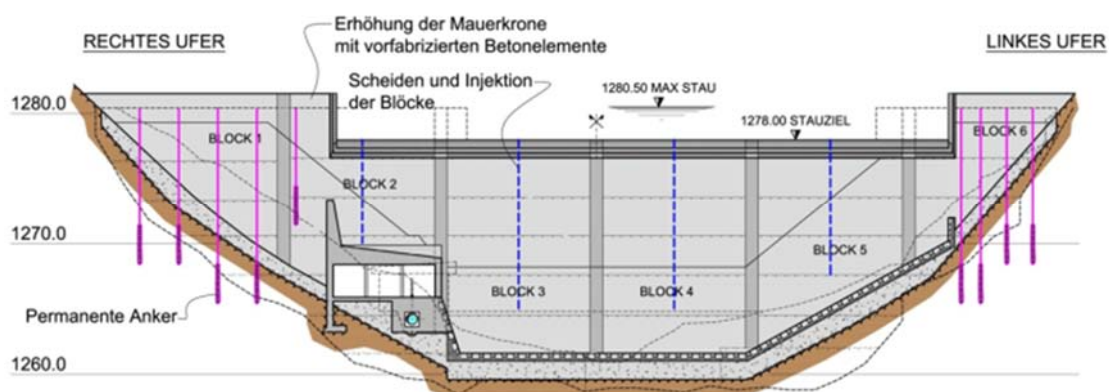 Erhöhung der Mauerkrone
mit vorfabrizierten Betonelemente
RECHTES UFER
LINKES UFER
Scheiden und Injektion
der Blöcke
1280.50 MAX STAU
1280.0
1278.00 STAUZIEL
BLOCK 1
BLOCK 6
BLOCK 2
1270.0
BLOCK 5
BLOCK 3
BLOCK 4
Permanente Anker
1260.0